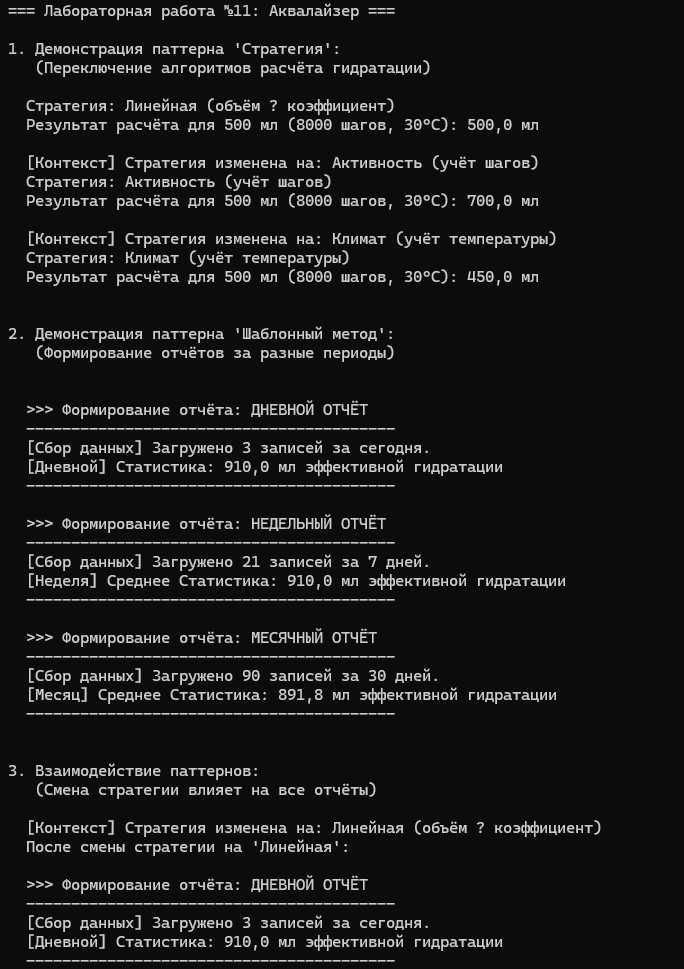 === Лабораторная работа №11: Аквалайзер ===
1. Демонстрация паттерна 'Стратегия':
(Переключение алгоритмов расчёта гидратации)
Стратегия: Линейная (объём ? коэффициент)
Результат расчёта для 500 мл (8000 шагов, 30°C): 500,0 мл
[Контекст] Стратегия изменена на: Активность (учёт шагов)
Стратегия: Активность (учёт шагов)
Результат расчёта для 500 мл (8000 шагов, 30°C): 700,0 мл
[Контекст] Стратегия изменена на: Климат (учёт температуры)
Стратегия: Климат (учёт температуры)
Результат расчёта для 500 мл (8000 шагов, 30°C): 450,0 мл
2. Демонстрация паттерна 'Шаблонный метод':
(Формирование отчётов за разные периоды)
>>> Формирование отчёта: ДНЕВНОЙ ОТЧЁТ
-----------------------------------------
[Сбор данных] Загружено 3 записей за сегодня.
[Дневной] Статистика: 910,0 мл эффективной гидратации
-----------------------------------------
>>> Формирование отчёта: НЕДЕЛЬНЫЙ ОТЧЁТ
-----------------------------------------
[Сбор данных] Загружено 21 записей за 7 дней.
[Неделя] Среднее Статистика: 910,0 мл эффективной гидратации
-----------------------------------------
>>> Формирование отчёта: МЕСЯЧНЫЙ ОТЧЁТ
-----------------------------------------
[Сбор данных] Загружено 90 записей за 30 дней.
[Месяц] Среднее Статистика: 891,8 мл эффективной гидратации
-----------------------------------------
3. Взаимодействие паттернов:
(Смена стратегии влияет на все отчёты)
[Контекст] Стратегия изменена на: Линейная (объём ? коэффициент)
После смены стратегии на 'Линейная':
>>> Формирование отчёта: ДНЕВНОЙ ОТЧЁТ
-----------------------------------------
[Сбор данных] Загружено 3 записей за сегодня.
[Дневной] Статистика: 910,0 мл эффективной гидратации
-----------------------------------------